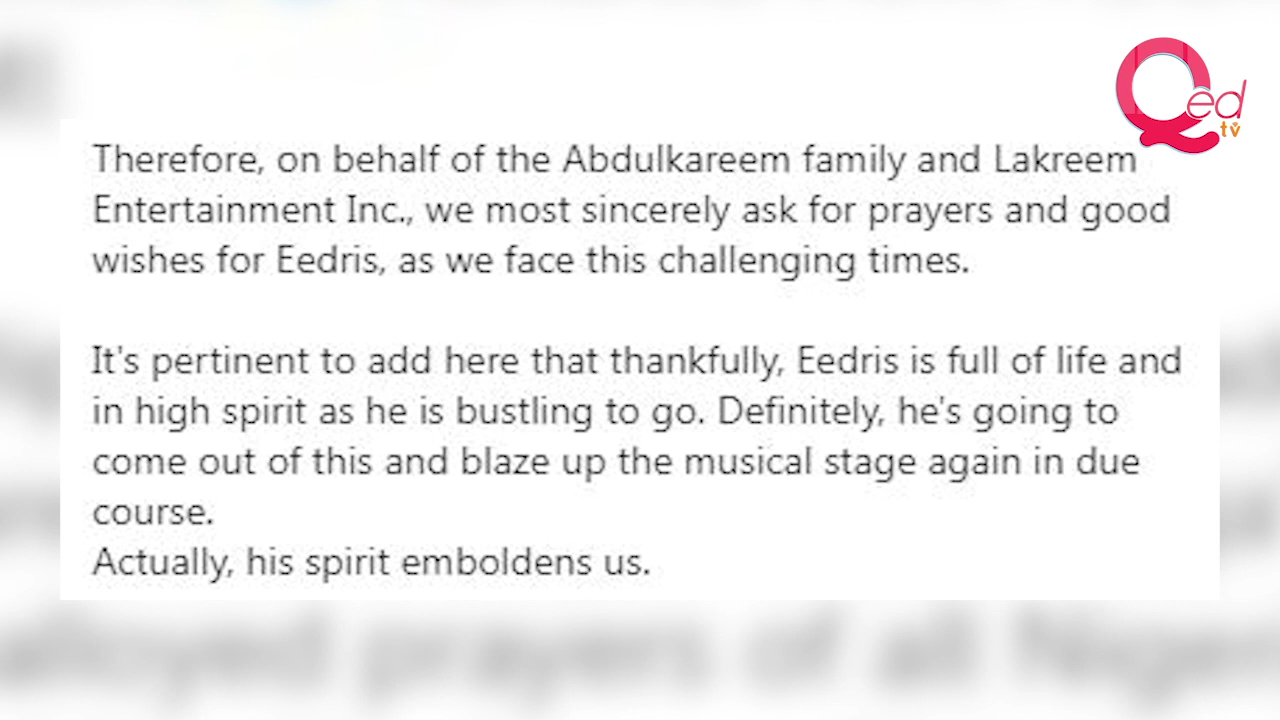 Qed
tv
Therefore, on behalf of the Abdulkareem family and Lakreem
Entertainment Inc., we most sincerely ask for prayers and good
wishes for Eedris, as we face this challenging times.
It's pertinent to add here that thankfully, Eedris is full of life and
in high spirit as he is bustling to go. Definitely, he's going to
come out of this and blaze up the musical stage again in due
course.
Actually, his spirit emboldens us.
prayers of all